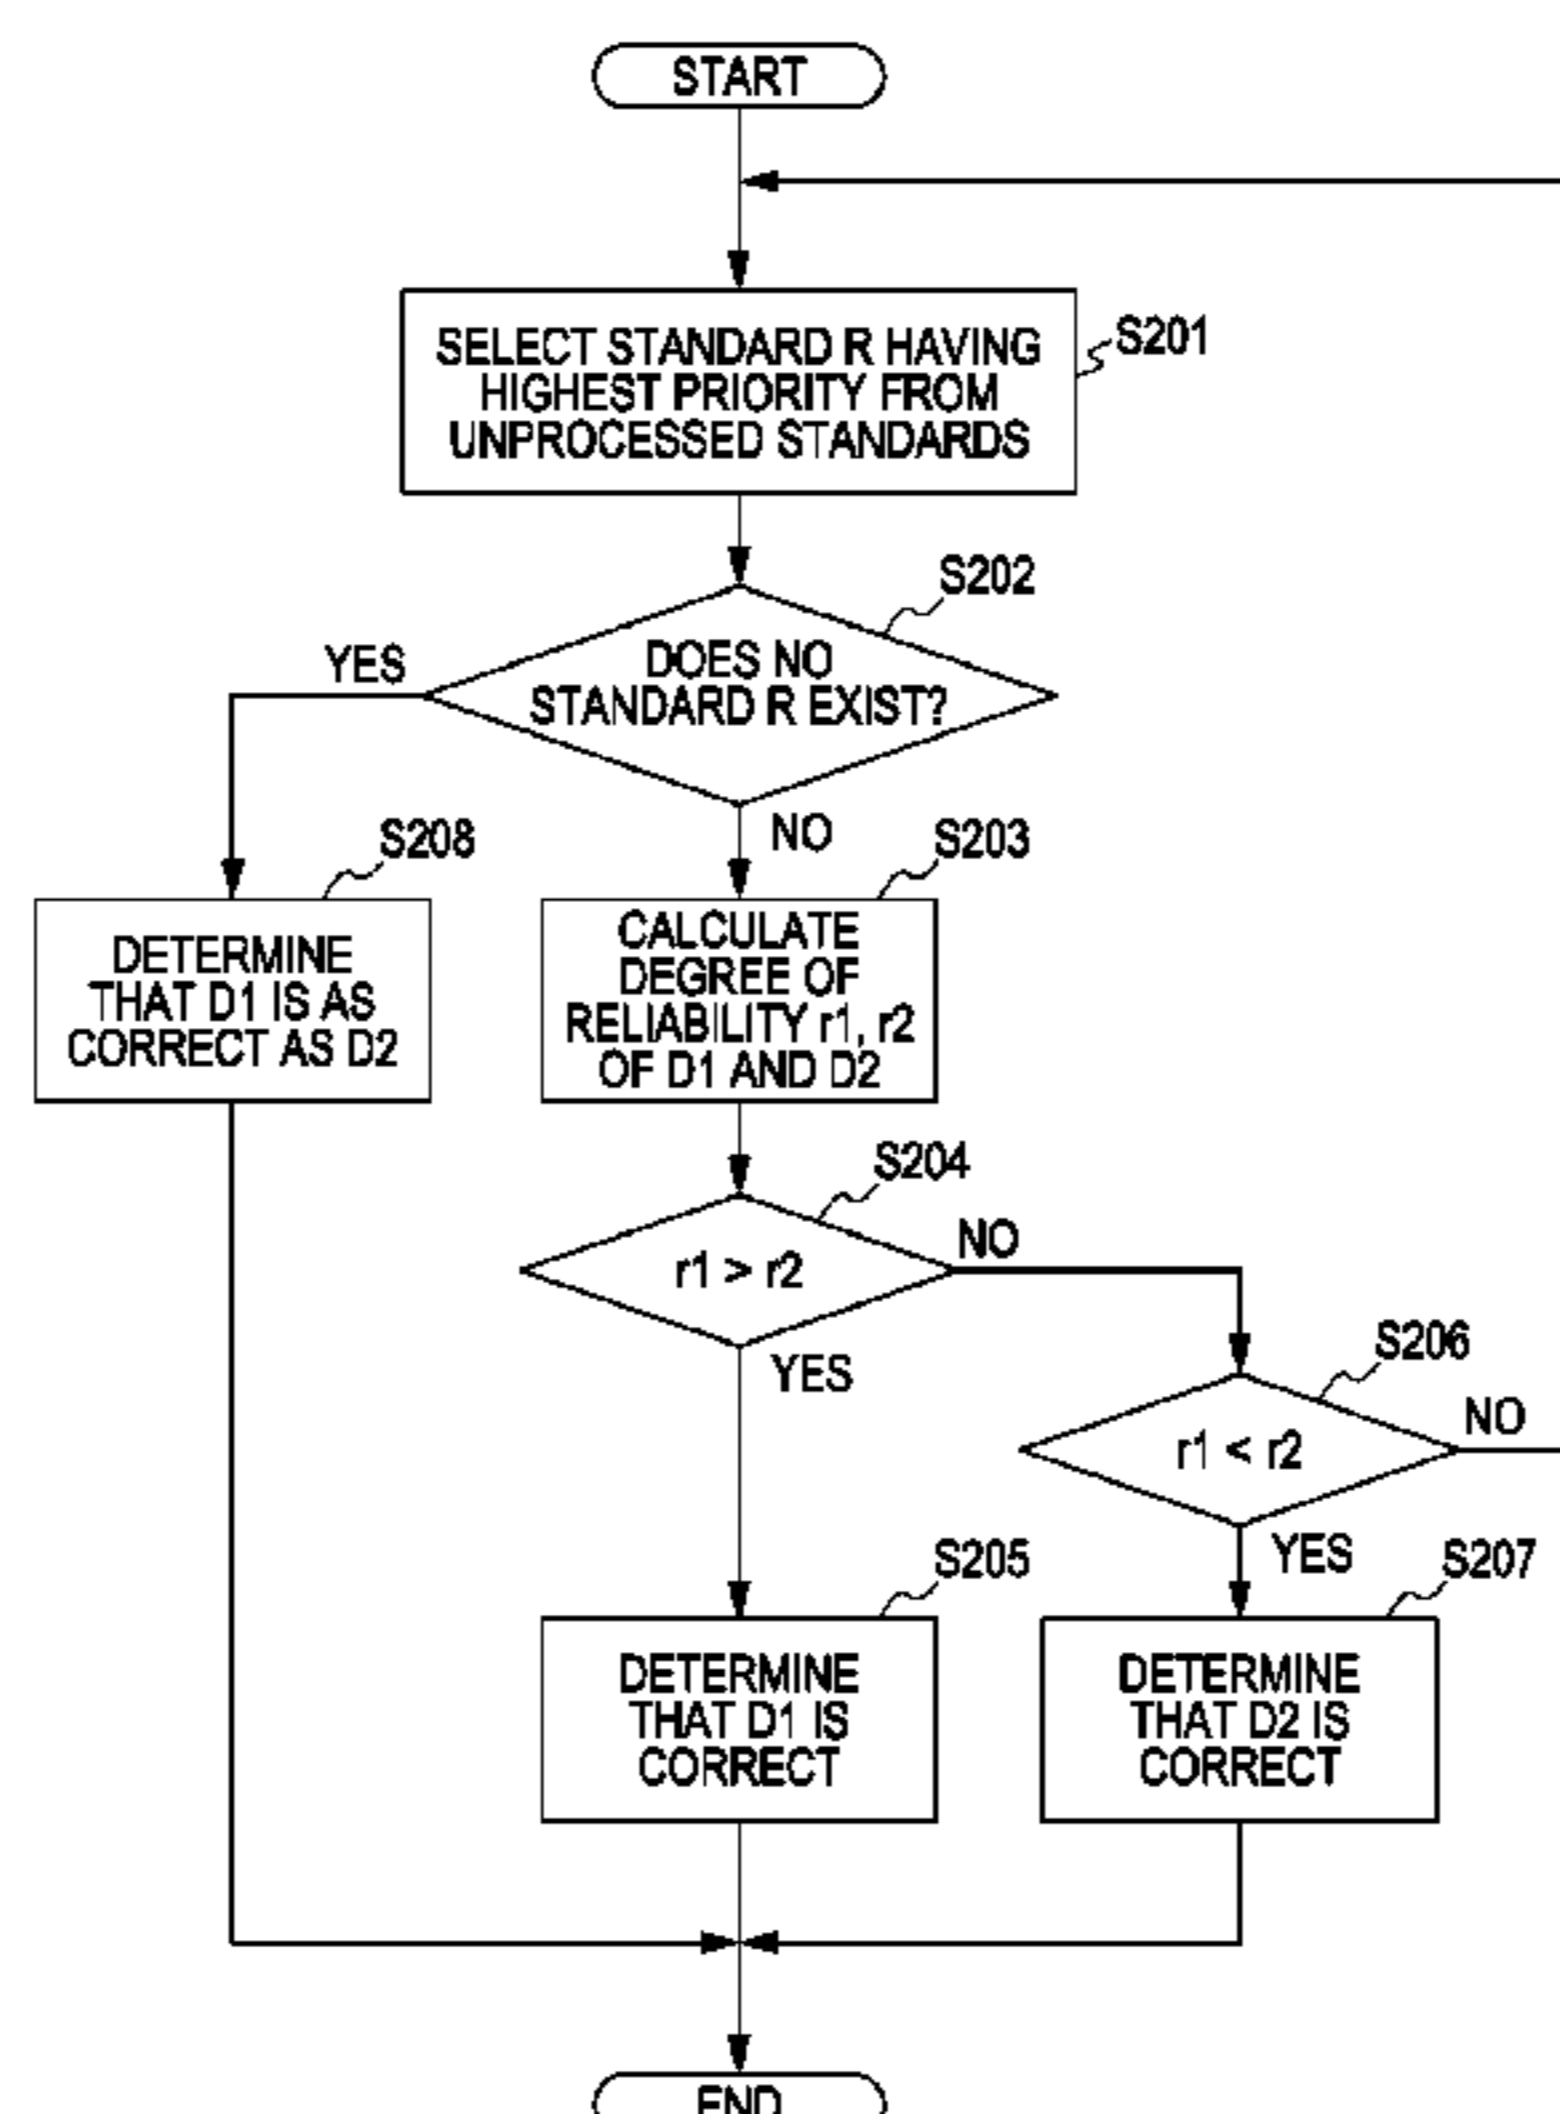 START
SELECT STANDARD R HAVING
HIGHEST PRIORITY FROM
UNPROCESSED STANDARDS
S201
S202
DOES NO
STANDARD R EXIST?
YES
NO
S208
DETERMINE
THAT D1 IS AS
CORRECT AS D2
S203
CALCULATE
DEGREE OF
RELIABILITY r1, r2
OF D1 AND D2
S204
r1 > r2
NO
YES
S206
r1 < r2
NO
YES
S205
DETERMINE
THAT D1 IS
CORRECT
S207
DETERMINE
THAT D2 IS
CORRECT
END